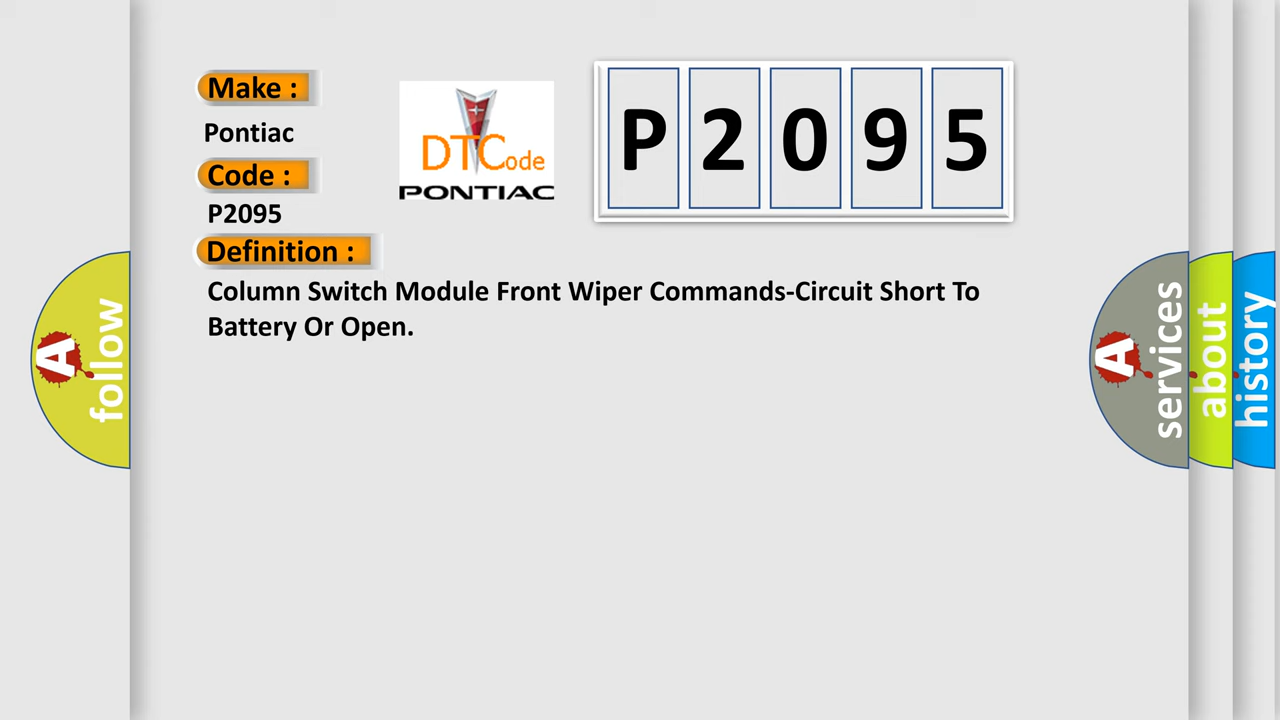 Make :
Pontiac
Code :
P2095
Definition :
Column Switch Module Front Wiper Commands-Circuit Short To
Battery Or Open.
DTCode
PONTIAC
P 2 0 9 5
A follow
A services
about
history